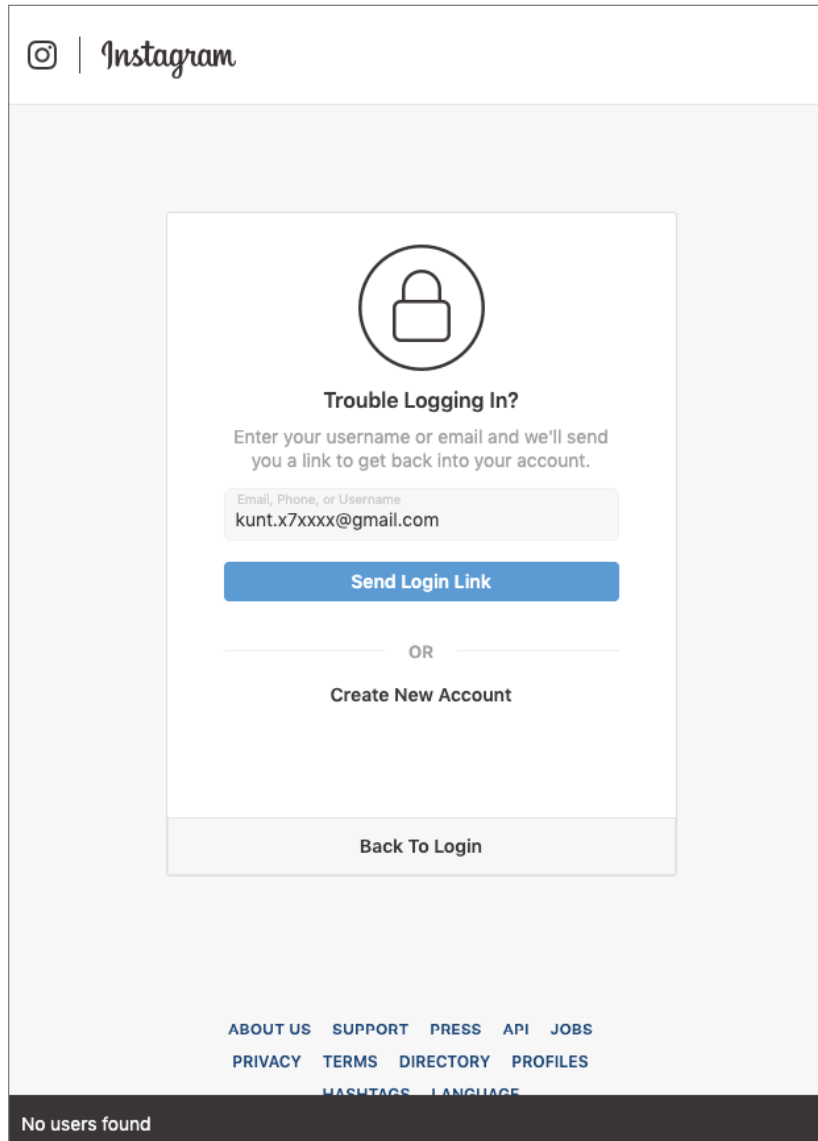 Instagram
Trouble Logging In?
Enter your username or email and we'll send
you a link to get back into your account.
Email, Phone, or Username
kunt.x7xxxx@gmail.com
Send Login Link
OR
Create New Account
Back To Login
ABOUT US SUPPORT PRESS API JOBS
PRIVACY TERMS DIRECTORY PROFILES
HASHTAGS LANGUAGE
No users found